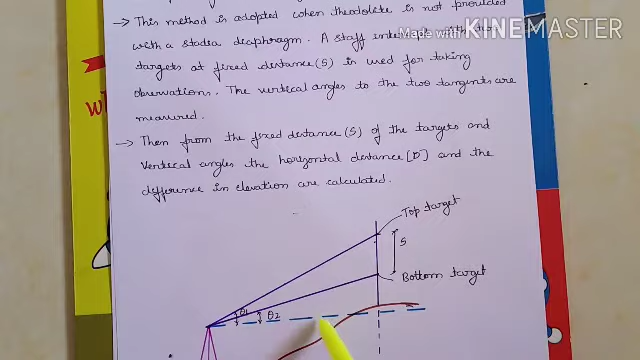 → This method is adopted when theodolite is not provided
with a stadia diaphragm. A staff
targets at fixed distance (S) is used for taking
observations. The vertical angles to the two tangents are
measured.
→ Then from the fixed distance (S) of the targets and
vertical angles the horizontal distance [D] and the
difference in elevation are calculated.
Top target
S
Bottom target
θ1
θ2
Made with KINEMASTER